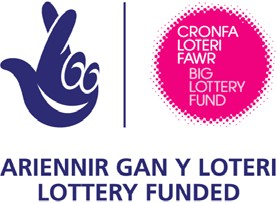 CRONFA
LOTERI
FAWR
BIG
LOTTERY
FUND
ARIENNIR GAN Y LOTERI
LOTTERY FUNDED